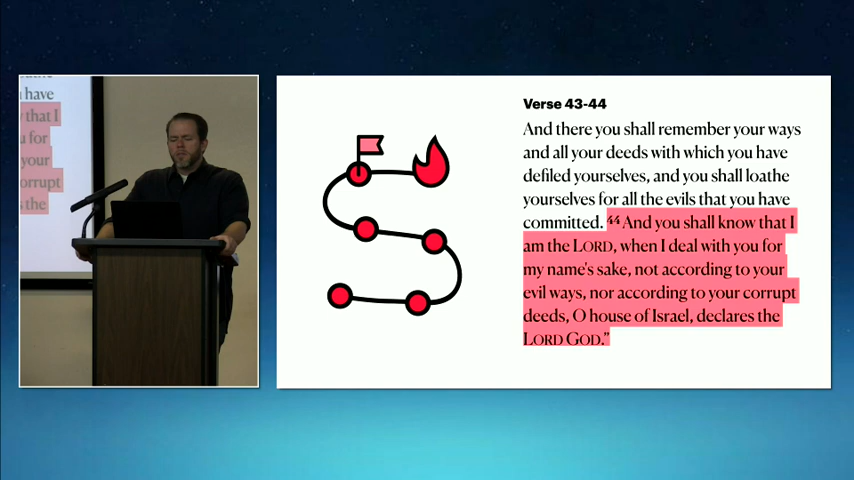 have
that I
for
your
corrupt
s the
Verse 43-44
And there you shall remember your ways
and all your deeds with which you have
defiled yourselves, and you shall loathe
yourselves for all the evils that you have
committed. 44 And you shall know that I
am the LORD, when I deal with you for
my name's sake, not according to your
evil ways, nor according to your corrupt
deeds, O house of Israel, declares the
LORD GOD."